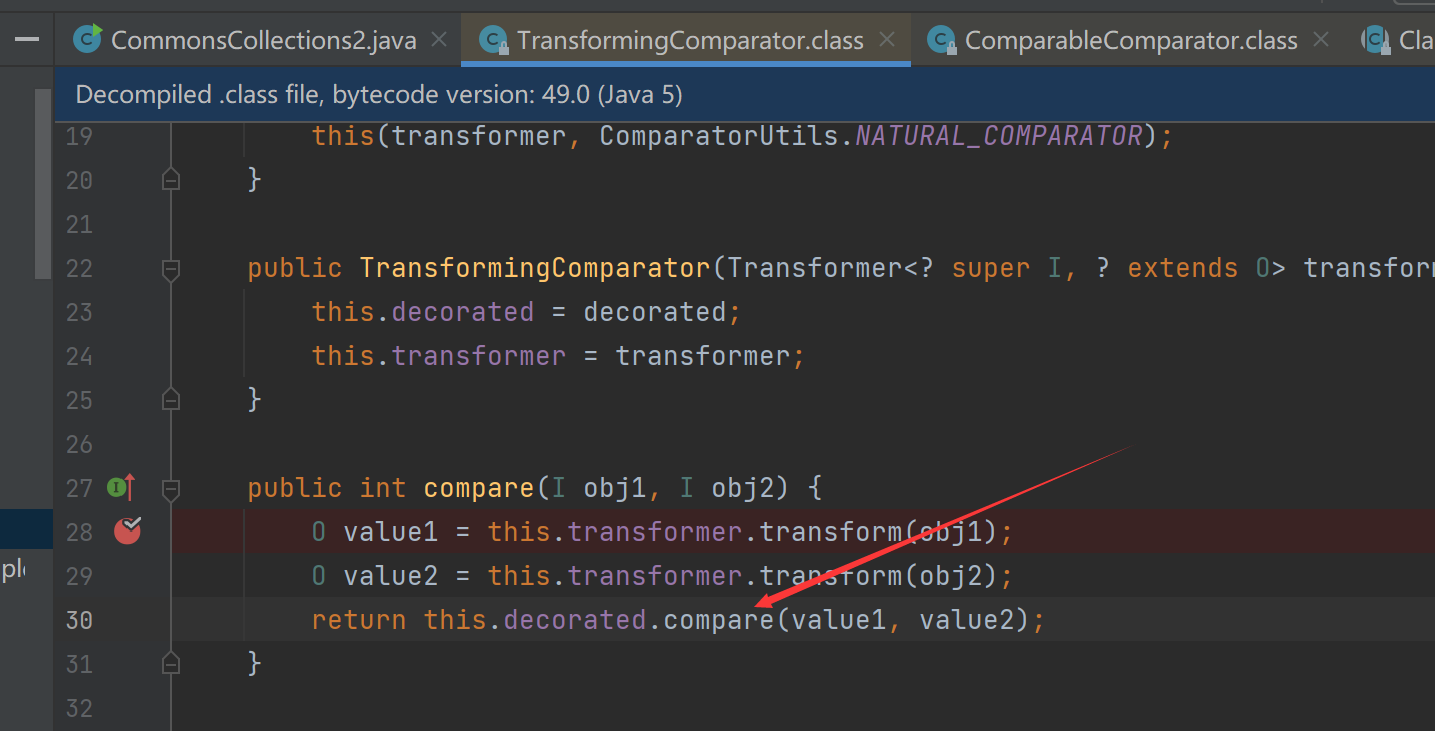 CommonsCollections2.java TransformingComparator.class ComparableComparator.class Cla
Decompiled .class file, bytecode version: 49.0 (Java 5)
19 this(transformer, ComparatorUtils.NATURAL_COMPARATOR);
20 }
21
22 public TransformingComparator(Transformer<? super I, ? extends O> transform
23 this.decorated = decorated;
24 this.transformer = transformer;
25 }
26
27 public int compare(I obj1, I obj2) {
28 O value1 = this.transformer.transform(obj1);
29 O value2 = this.transformer.transform(obj2);
30 return this.decorated.compare(value1, value2);
31 }
32